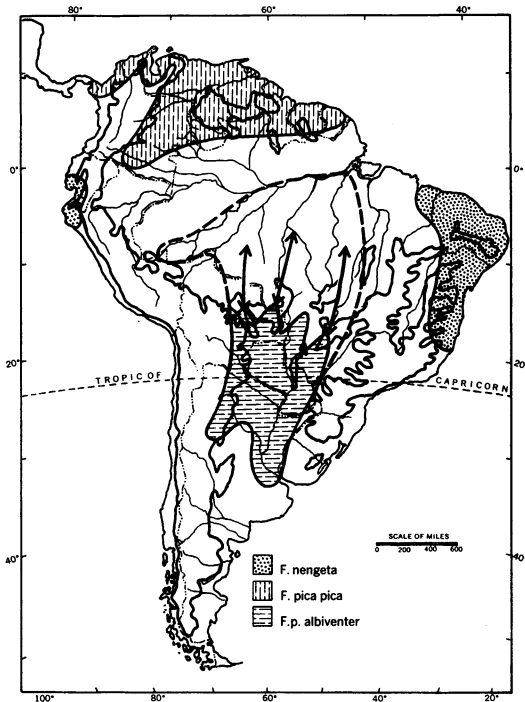 80° 60° 40°
0° 0°
20° 20°
TROPIC OF CAPRICORN
SCALE OF MILES
0 200 400 600
40° 40°
F. nengeta
F. pica pica
F.p. albiventer
100° 80° 60° 40° 20°